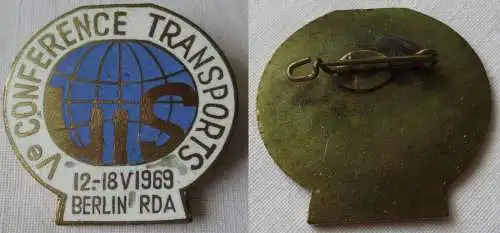 Ve CONFERENCE TRANSPORTS
UIS
12.-18 V 1969
BERLIN RDA